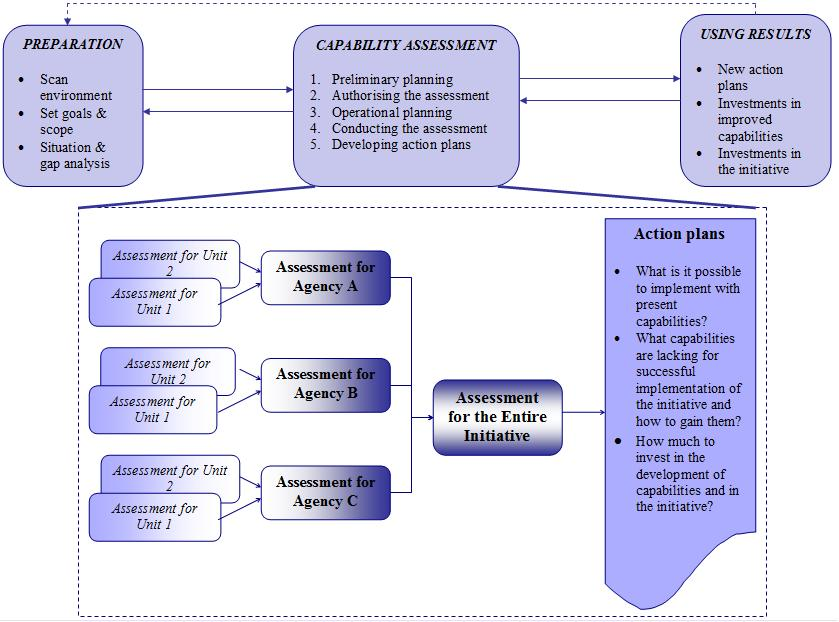 PREPARATION
• Scan
environment
• Set goals &
scope
• Situation &
gap analysis
CAPABILITY ASSESSMENT
1. Preliminary planning
2. Authorising the assessment
3. Operational planning
4. Conducting the assessment
5. Developing action plans
USING RESULTS
• New action
plans
• Investments in
improved
capabilities
• Investments in
the initiative
Assessment for Unit
2
Assessment for
Unit 1
Assessment for
Agency A
Assessment for
Unit 2
Assessment for
Unit 1
Assessment for
Agency B
Assessment for Unit
2
Assessment for
Unit 1
Assessment for
Agency C
Assessment
for the Entire
Initiative
Action plans
• What is it possible
to implement with
present
capabilities?
• What capabilities
are lacking for
successful
implementation of
the initiative and
how to gain them?
• How much to
invest in the
development of
capabilities and in
the initiative?